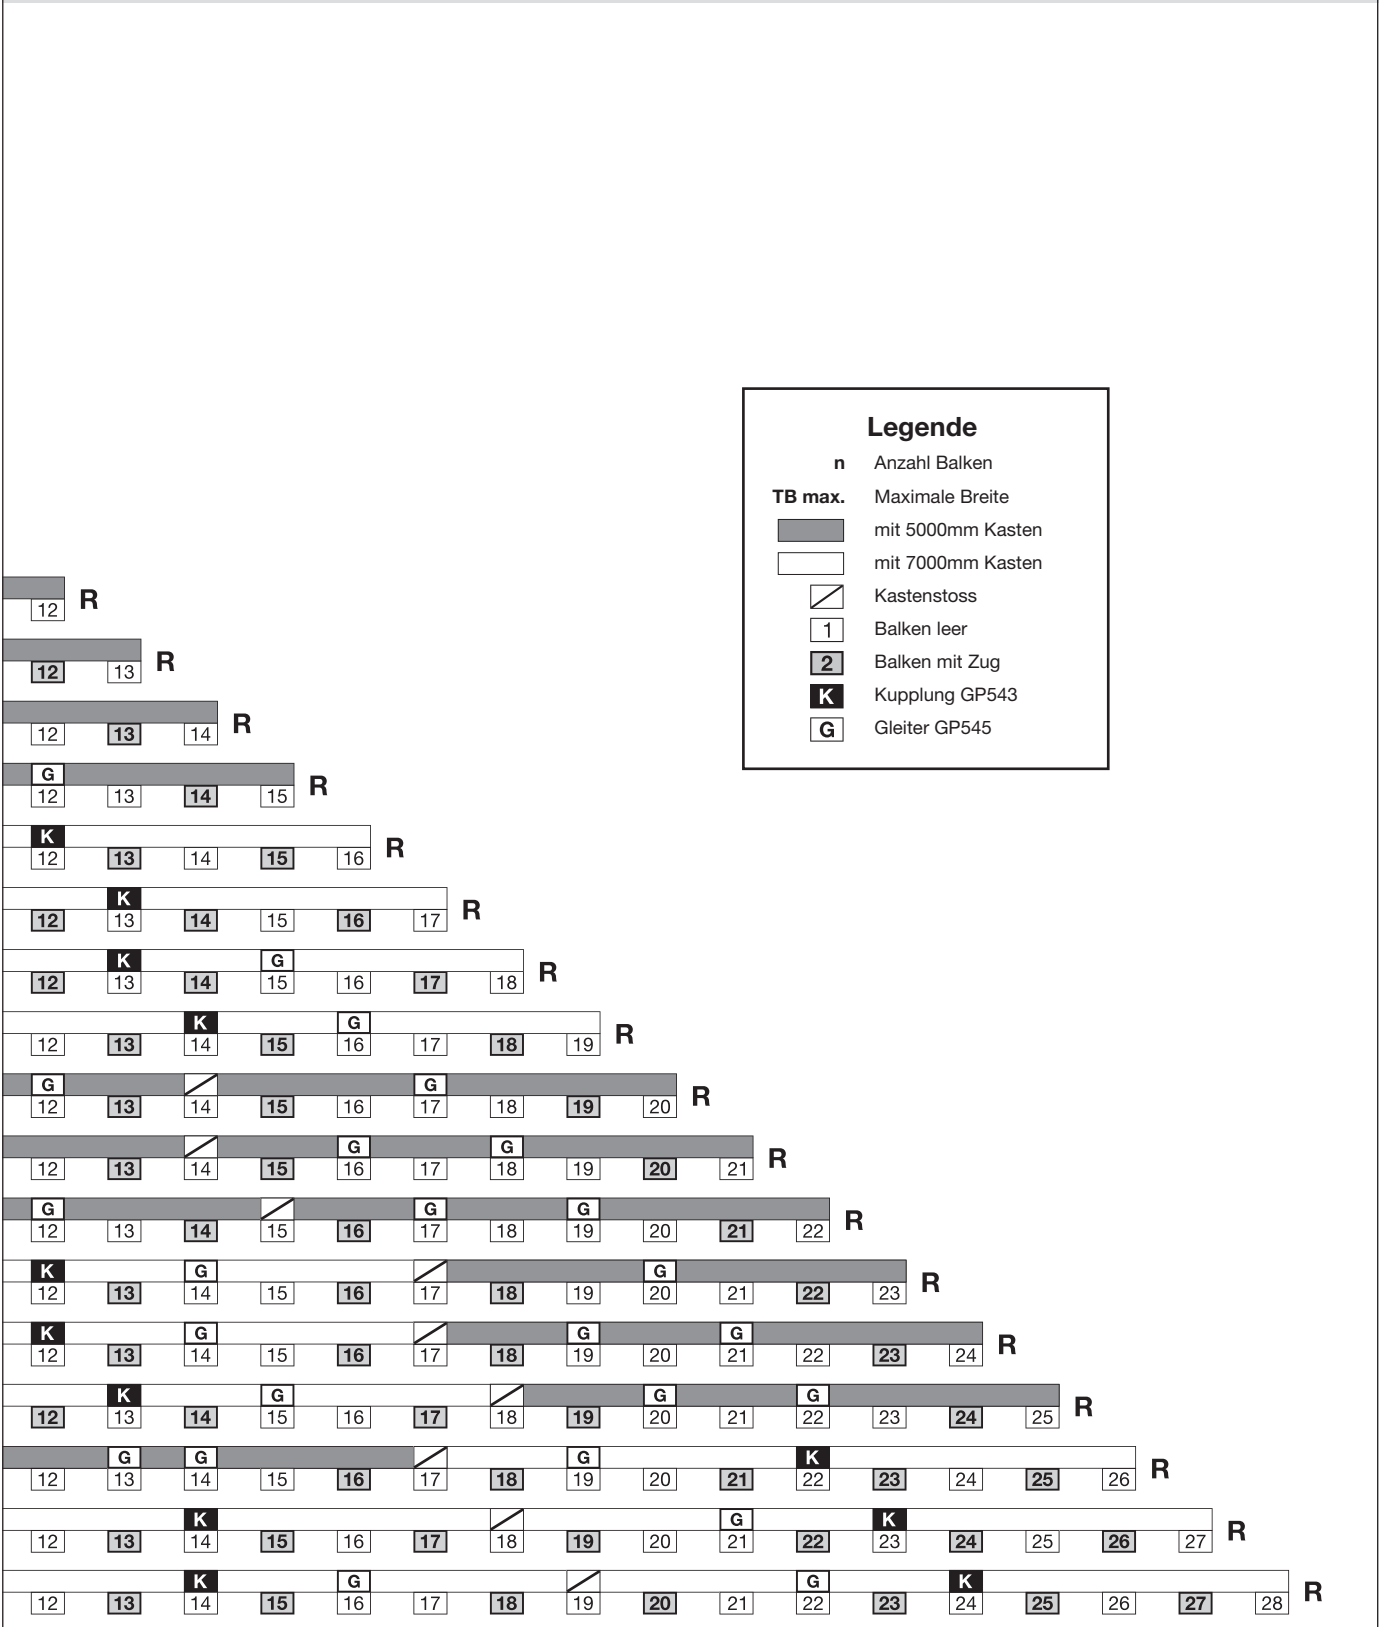 Legende
n Anzahl Balken
TB max. Maximale Breite
mit 5000mm Kasten
mit 7000mm Kasten
Kastenstoss
1 Balken leer
2 Balken mit Zug
K Kupplung GP543
G Gleiter GP545
R
12
R
12 13
R
12 13 14
G R
12 13 14 15
K R
12 13 14 15 16
K R
12 13 14 15 16 17
K G R
12 13 14 15 16 17 18
K G R
12 13 14 15 16 17 18 19
G G R
12 13 14 15 16 17 18 19 20
G G R
12 13 14 15 16 17 18 19 20 21
G G G R
12 13 14 15 16 17 18 19 20 21 22
K G G R
12 13 14 15 16 17 18 19 20 21 22 23
K G G G R
12 13 14 15 16 17 18 19 20 21 22 23 24
K G G G R
12 13 14 15 16 17 18 19 20 21 22 23 24 25
G G G K R
12 13 14 15 16 17 18 19 20 21 22 23 24 25 26
K G K R
12 13 14 15 16 17 18 19 20 21 22 23 24 25 26 27
K G G K R
12 13 14 15 16 17 18 19 20 21 22 23 24 25 26 27 28